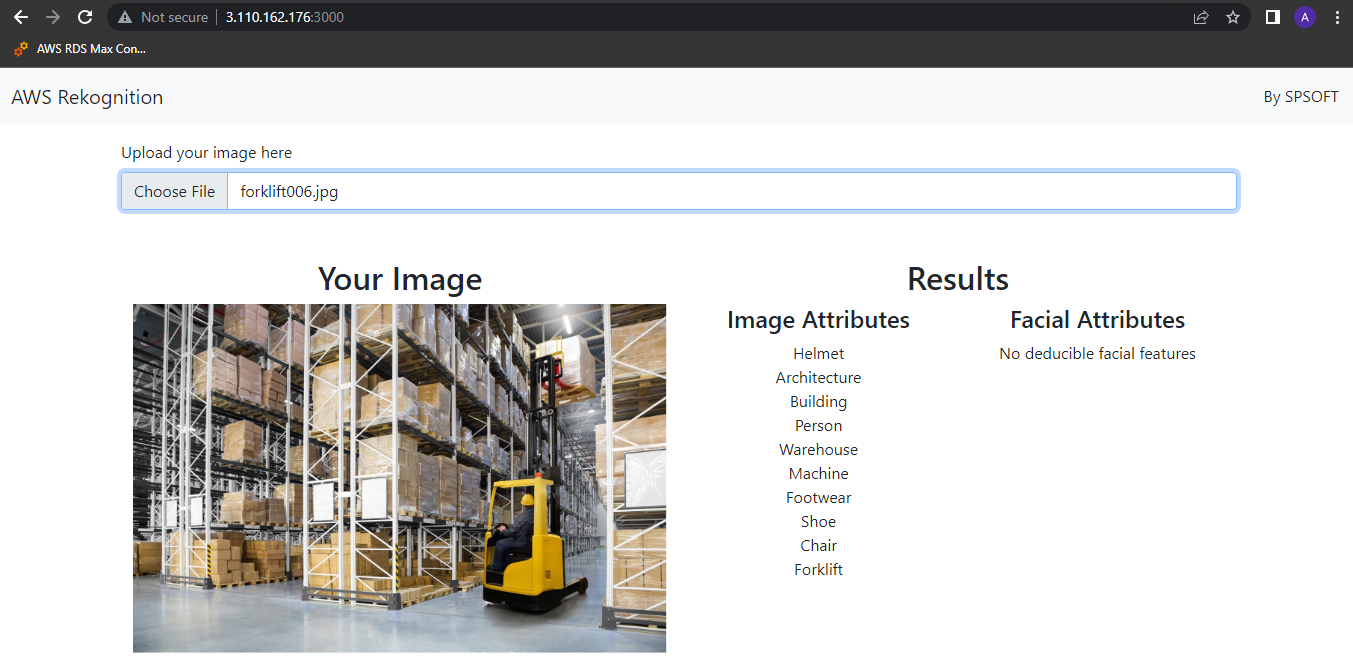 Not secure 3.110.162.176:3000
A
AWS RDS Max Con...
AWS Rekognition
By SPSOFT
Upload your image here
Choose File forklift006.jpg
Your Image
Results
Image Attributes
Facial Attributes
Helmet
No deducible facial features
Architecture
Building
Person
Warehouse
Machine
Footwear
Shoe
Chair
Forklift